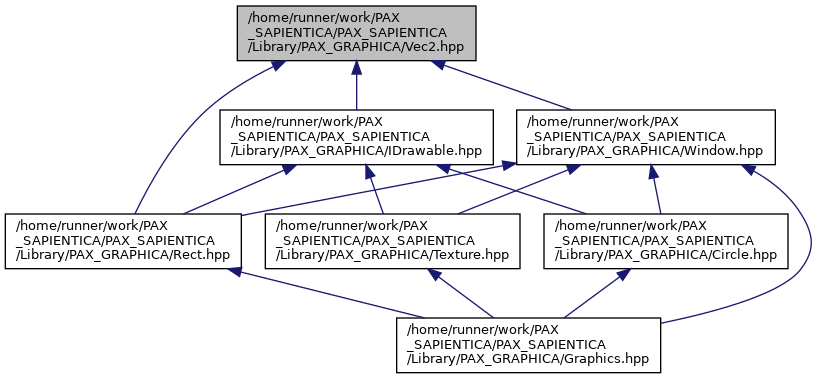 /home/runner/work/PAX
_SAPIENTICA/PAX_SAPIENTICA
/Library/PAX_GRAPHICA/Vec2.hpp
/home/runner/work/PAX
_SAPIENTICA/PAX_SAPIENTICA
/Library/PAX_GRAPHICA/IDrawable.hpp
/home/runner/work/PAX
_SAPIENTICA/PAX_SAPIENTICA
/Library/PAX_GRAPHICA/Window.hpp
/home/runner/work/PAX
_SAPIENTICA/PAX_SAPIENTICA
/Library/PAX_GRAPHICA/Rect.hpp
/home/runner/work/PAX
_SAPIENTICA/PAX_SAPIENTICA
/Library/PAX_GRAPHICA/Texture.hpp
/home/runner/work/PAX
_SAPIENTICA/PAX_SAPIENTICA
/Library/PAX_GRAPHICA/Circle.hpp
/home/runner/work/PAX
_SAPIENTICA/PAX_SAPIENTICA
/Library/PAX_GRAPHICA/Graphics.hpp